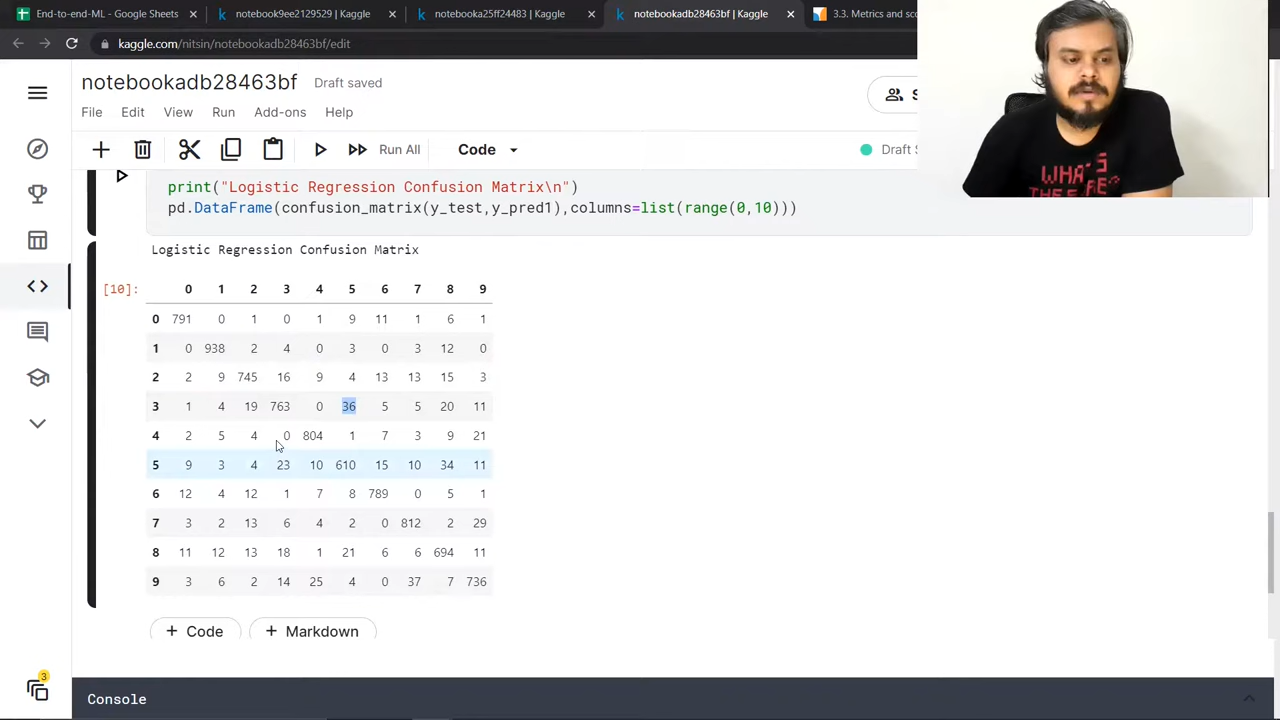 End-to-end-ML - Google Sheets
notebook9ee2129529 | Kaggle
notebooka25ff24483 | Kaggle
notebookadb28463bf | Kaggle
3.3. Metrics and sco
kaggle.com/nitsin/notebookadb28463bf/edit
notebookadb28463bf Draft saved
File Edit View Run Add-ons Help
Run All Code Draft S
print("Logistic Regression Confusion Matrix\n")
pd.DataFrame(confusion_matrix(y_test,y_pred1),columns=list(range(0,10)))
Logistic Regression Confusion Matrix
[10]: 0 1 2 3 4 5 6 7 8 9
0 791 0 1 0 1 9 11 1 6 1
1 0 938 2 4 0 3 0 3 12 0
2 2 9 745 16 9 4 13 13 15 3
3 1 4 19 763 0 36 5 5 20 11
4 2 5 4 0 804 1 7 3 9 21
5 9 3 4 23 10 610 15 10 34 11
6 12 4 12 1 7 8 789 0 5 1
7 3 2 13 6 4 2 0 812 2 29
8 11 12 13 18 1 21 6 6 694 11
9 3 6 2 14 25 4 0 37 7 736
+ Code + Markdown
3
Console
WHAT'S